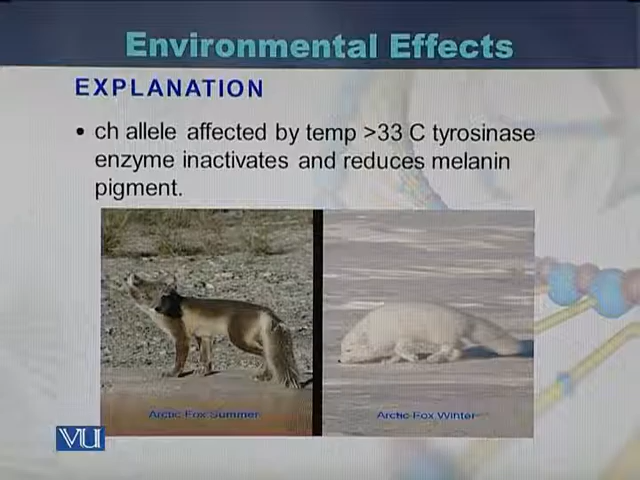 Environmental Effects
EXPLANATION
• ch allele affected by temp >33 C tyrosinase
enzyme inactivates and reduces melanin
pigment.
Arctic Fox Summer
Arctic Fox Winter
VU